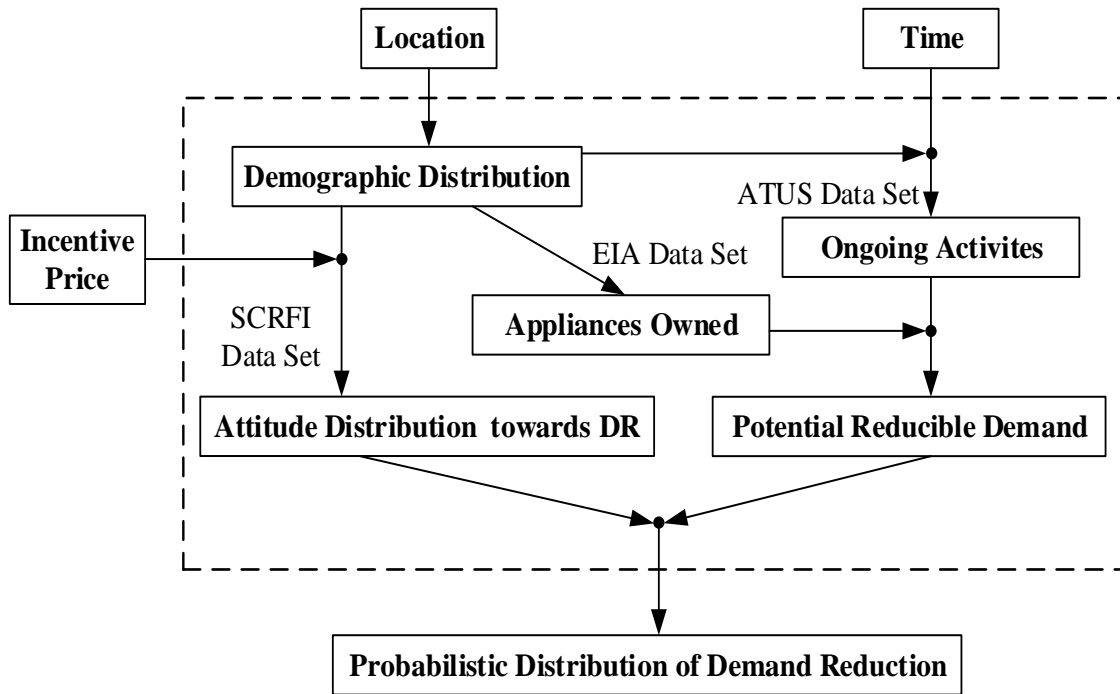 Location
Time
Demographic Distribution
ATUS Data Set
Incentive
Price
EIA Data Set
Ongoing Activites
SCRFI
Data Set
Appliances Owned
Attitude Distribution towards DR
Potential Reducible Demand
Probabilistic Distribution of Demand Reduction